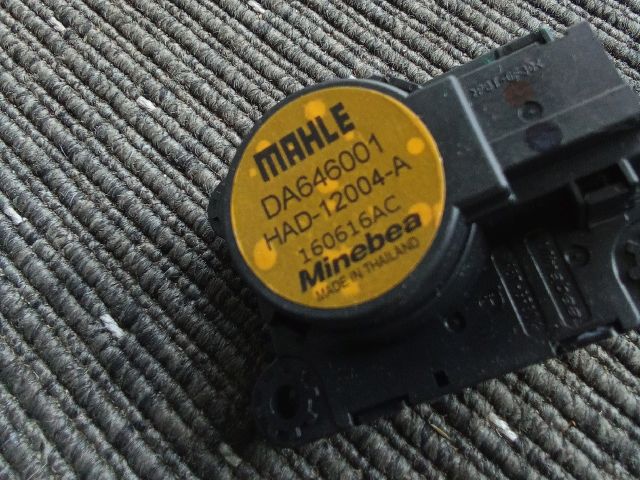 MAHLE
DA646001
HAD-12004-A
160616AC
Minebea
MADE IN THAILAND